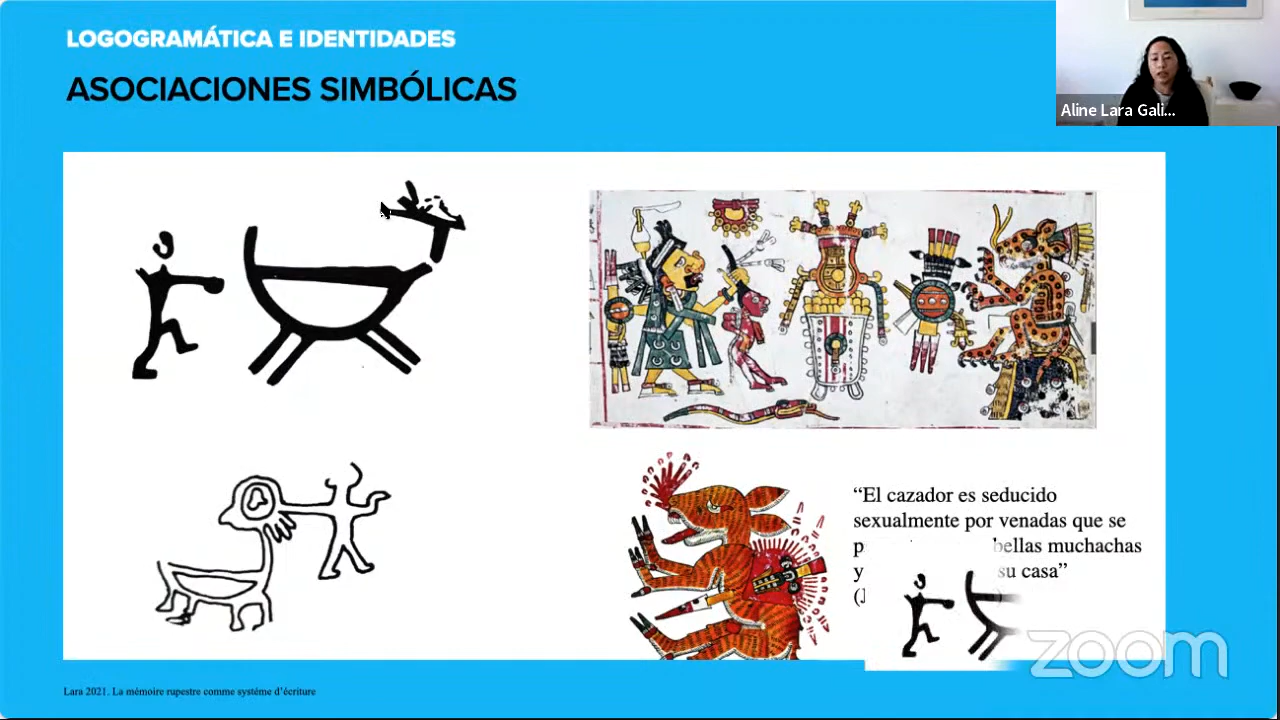 LOGOGRAMÁTICA E IDENTIDADES
ASOCIACIONES SIMBÓLICAS
Aline Lara Gali...
“El cazador es seducido
sexualmente por venadas que se
bellas muchachas
y su casa”
zoom
Lara 2021. La mémoire rupestre comme système d’écriture